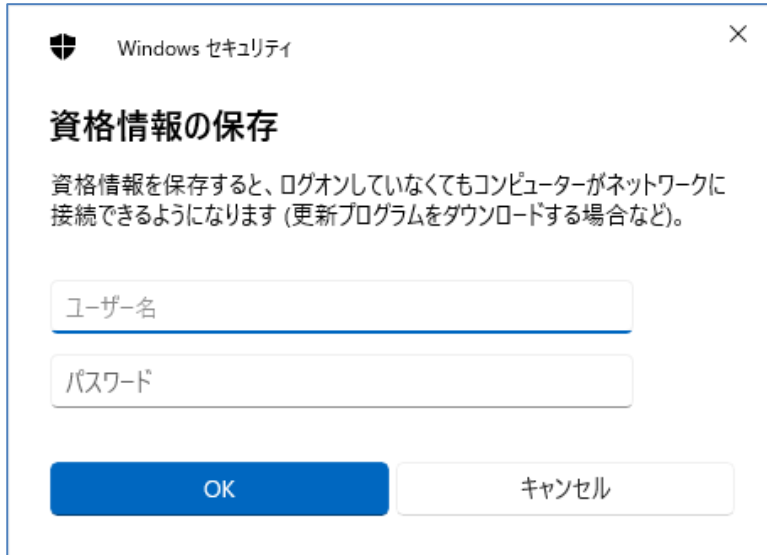 Windows セキュリティ
資格情報の保存
資格情報を保存すると、ログオンしていなくてもコンピューターがネットワークに
接続できるようになります (更新プログラムをダウンロードする場合など)。
ユーザー名
パスワード
OK
キャンセル